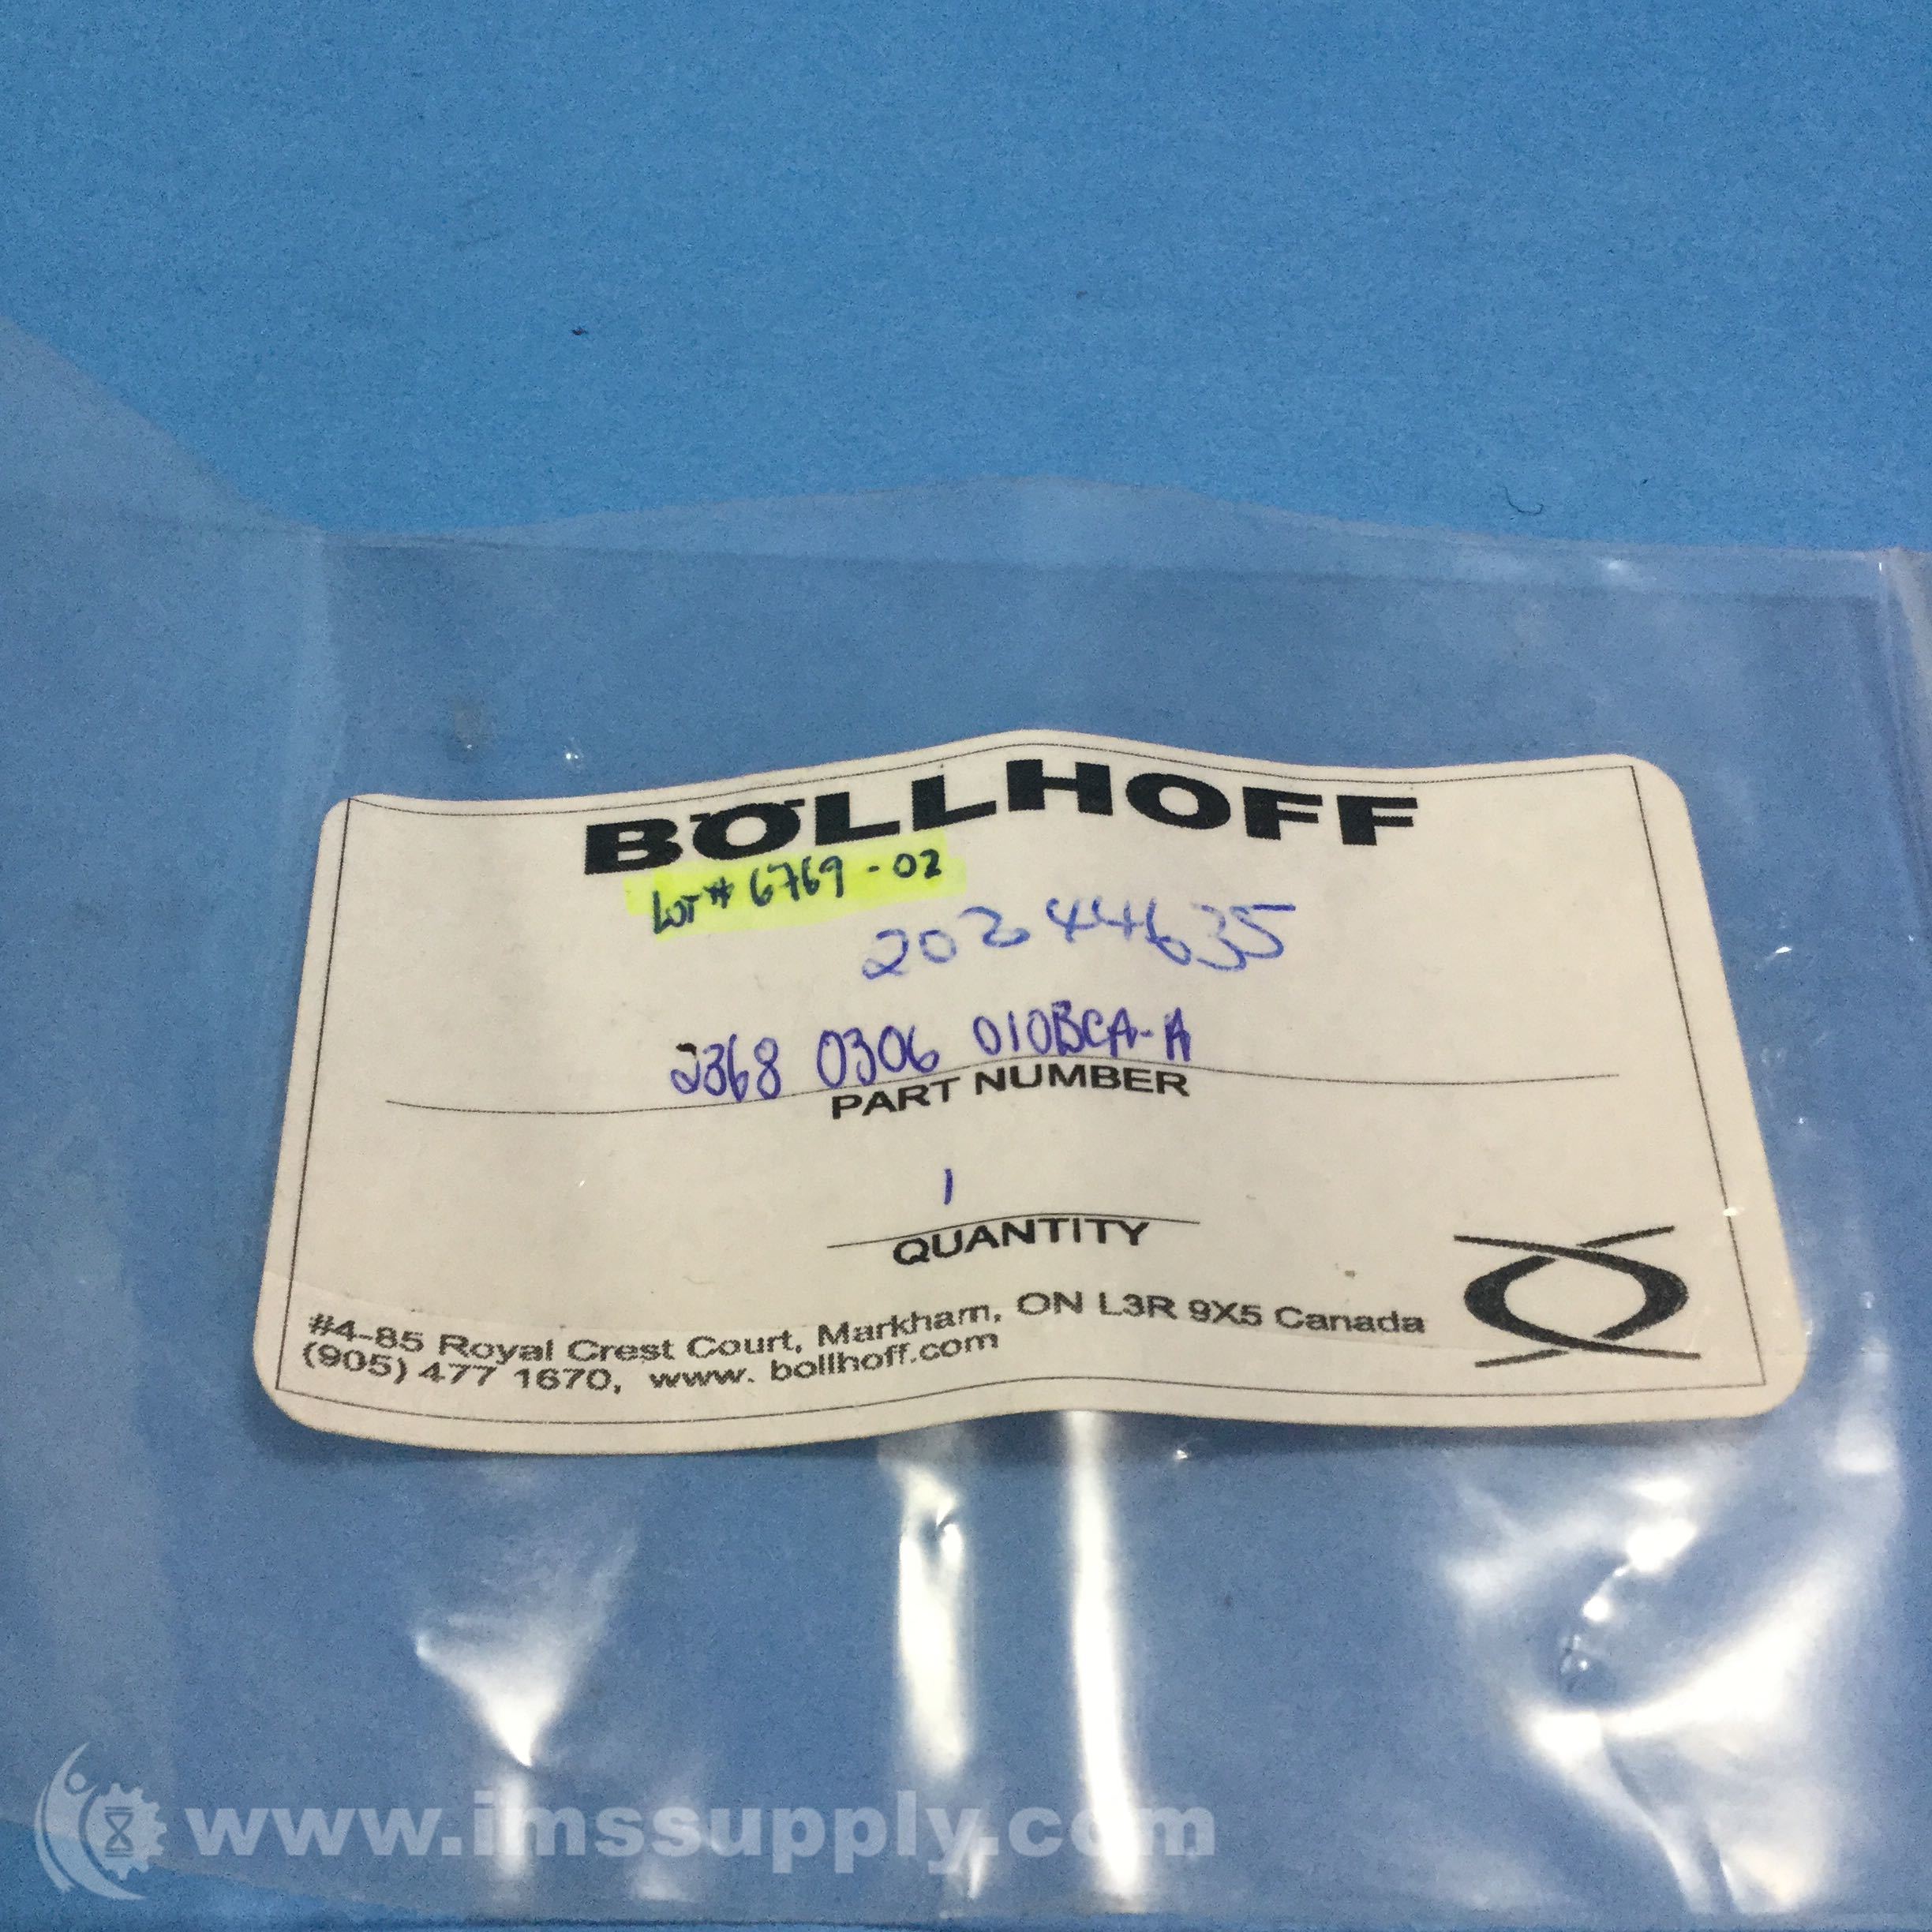 BÖLLHOFF
LOT # 6769-02
20244635
2368 0306 010BCA-A
PART NUMBER
1
QUANTITY
#4-85 Royal Crest Court, Markham, ON L3R 9X5 Canada
(905) 477 1670, www. bollhoff.com
www.imssupply.com